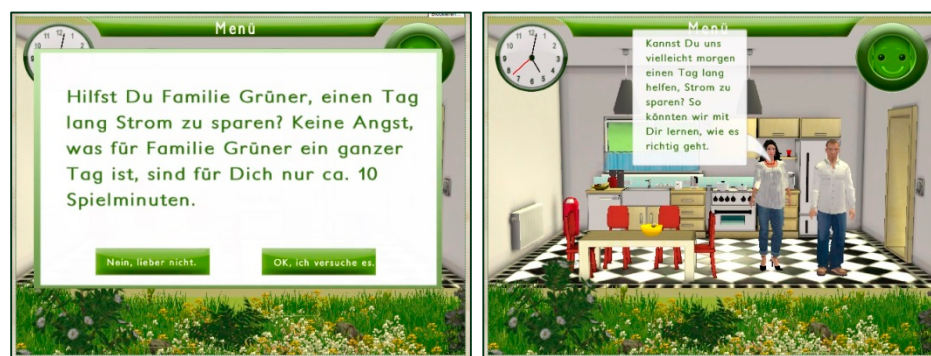 Menü
12
Hilfst Du Familie Grüner, einen Tag
lang Strom zu sparen? Keine Angst,
was für Familie Grüner ein ganzer
Tag ist, sind für Dich nur ca. 10
Spielminuten.
Nein, lieber nicht.
OK, ich versuche es.
Menü
Kannst Du uns
vielleicht morgen
einen Tag lang
helfen, Strom zu
sparen? So
könnten wir mit
Dir lernen, wie es
richtig geht.